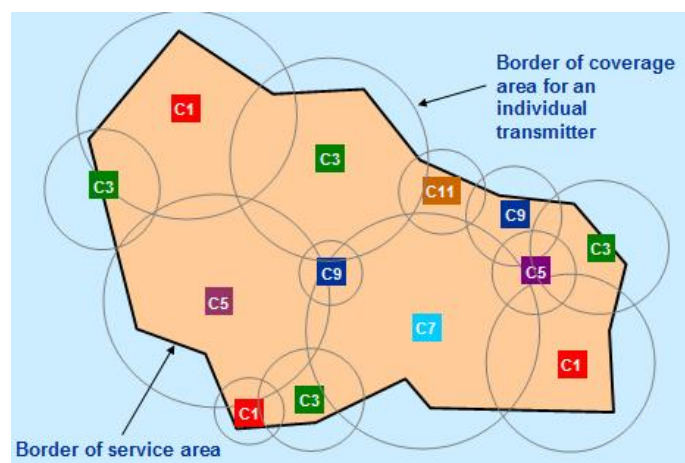 Border of coverage
area for an
individual
transmitter
C1
C3
C3
C11
C9
C3
C9
C5
C5
C7
C1
C3
C1
Border of service area